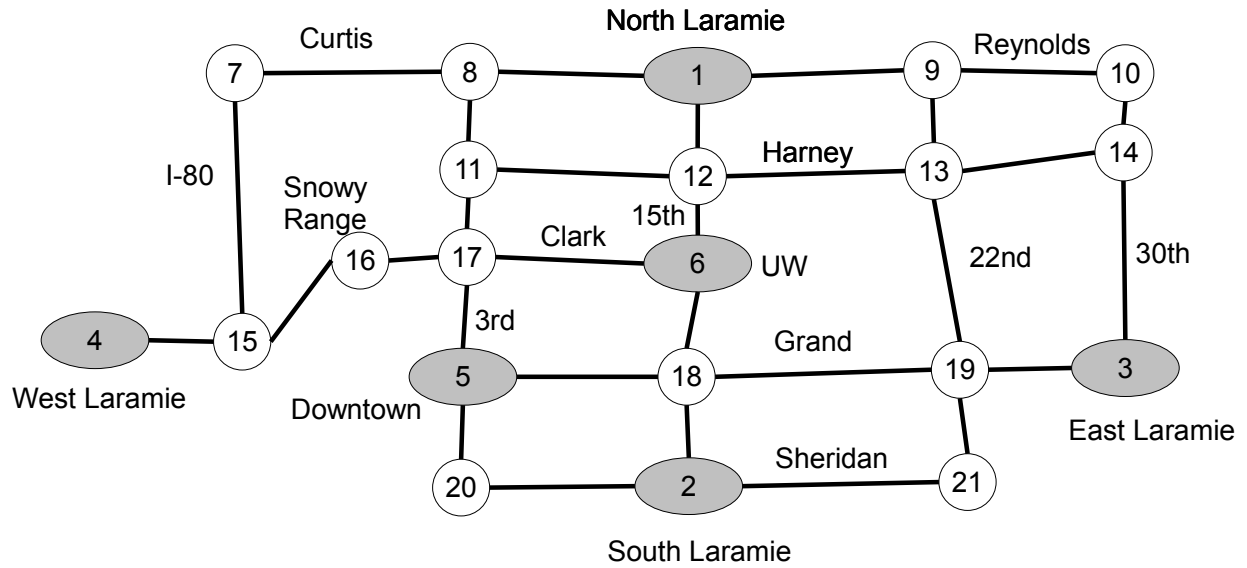 North Laramie
Curtis
Reynolds
7
8
1
9
10
I-80
Snowy
Range
11
12
Harney
13
14
15th
16
17
Clark
6
UW
22nd
30th
4
15
3rd
5
18
Grand
19
3
West Laramie
Downtown
East Laramie
20
2
Sheridan
21
South Laramie